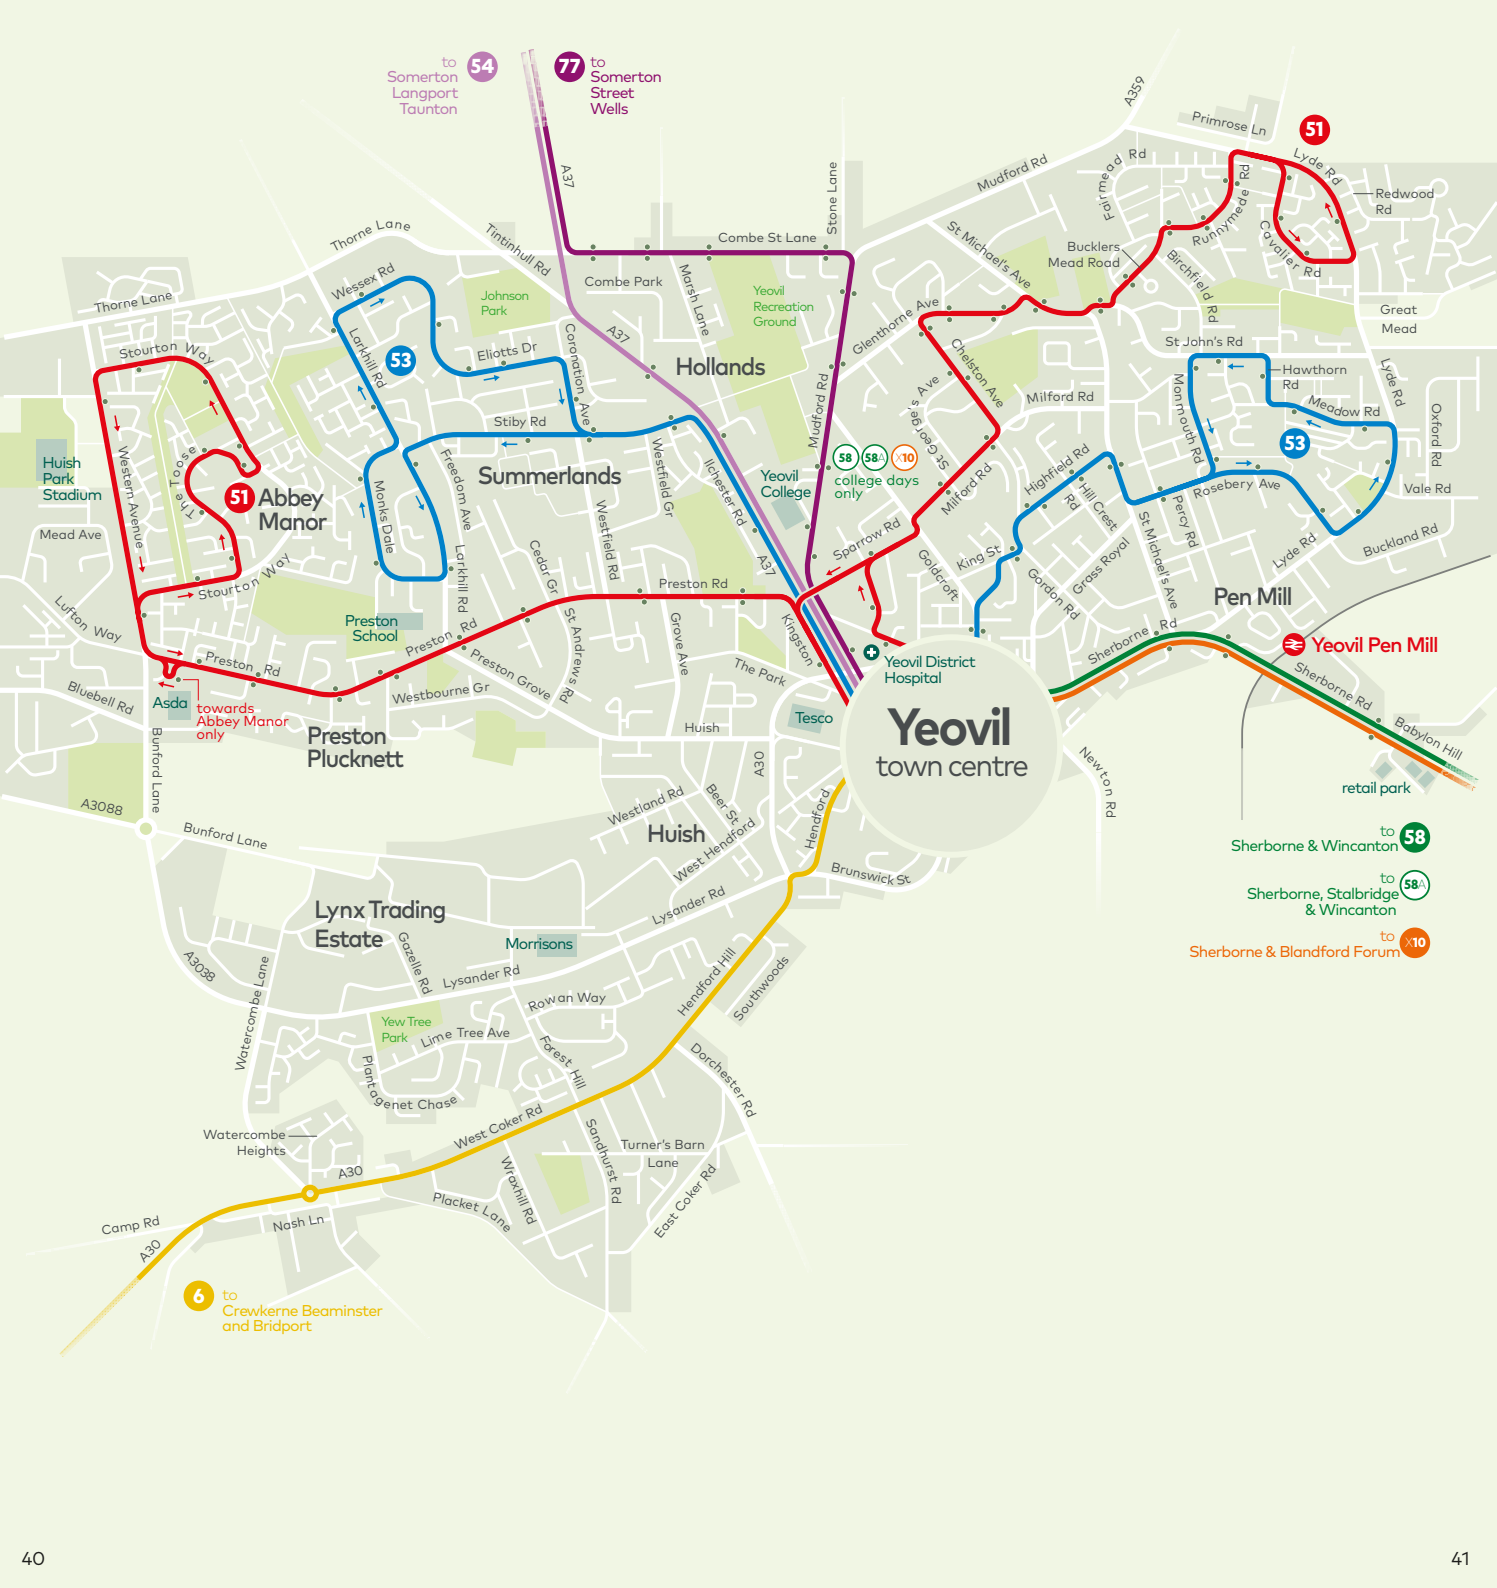 to
Somerton
Langport
Taunton
54
77
to
Somerton
Street
Wells
A37
A359
Primrose Ln
51
Lyde Rd
Redwood
Rd
Mudford Rd
Fairmead Rd
Runnymede Rd
Cavalier Rd
Stone Lane
Combe St Lane
Combe Park
Marsh Lane
St Michael's Ave
Bucklers
Mead Road
Birchfield Rd
Thorne Lane
Tintinhull Rd
Wessex Rd
Thorne Lane
Johnson
Park
Yeovil
Recreation
Ground
Great
Mead
Glenthorne Ave
A37
Hollands
Stourton Way
Larkhill Rd
53
Eliotts Dr
Coronation Ave
Chelston Ave
St George's Ave
St John's Rd
Hawthorn
Rd
Lyde Rd
Monmouth Rd
Meadow Rd
Oxford Rd
Milford Rd
Stiby Rd
Mudford Rd
53
Huish
Park
Stadium
Western Avenue
The Toose
51
Abbey
Manor
Summerlands
Freedom Ave
Monks Dale
Westfield Gr
Westfield Rd
Ilchester Rd
Yeovil
College
58
58A
X10
college days
only
Milford Rd
Highfield Rd
Hill Crest
Rd
Rosebery Ave
Percy Rd
Vale Rd
Mead Ave
Sparrow Rd
Goldcroft
King St
Gordon Rd
Grass Royal
St Michael's Ave
Lyde Rd
Buckland Rd
Stourton Way
Larkhill Rd
Cedar Gr
A37
Preston Rd
Pen Mill
Lufton Way
Preston
School
Preston Rd
St Andrews Rd
Grove Ave
Kingston
Sherborne Rd
Yeovil Pen Mill
Preston Rd
Preston Grove
The Park
Yeovil District
Hospital
Sherborne Rd
Bluebell Rd
Asda
towards
Abbey Manor
only
Westbourne Gr
Huish
Tesco
Yeovil
town centre
Babylon Hill
Preston
Plucknett
Bunford Lane
A30
Newton Rd
retail park
A3088
Bunford Lane
Westland Rd
Beer St
Hendford
Huish
West Hendford
Brunswick St
to
Sherborne & Wincanton
58
to
Sherborne, Stalbridge
& Wincanton
58A
to
Sherborne & Blandford Forum
X10
Lynx Trading
Estate
Lysander Rd
Morrisons
Gazelle Rd
A3038
Watercombe Lane
Lysander Rd
Hendford Hill
Southwoods
Rowan Way
Yew Tree
Park
Lime Tree Ave
Forest Hill
Dorchester Rd
Plantagenet Chase
West Coker Rd
Watercombe
Heights
Sandhurst Rd
Turner's Barn
Lane
A30
Wraxhill Rd
East Coker Rd
Placket Lane
Camp Rd
Nash Ln
A30
6
to
Crewkerne Beaminster
and Bridport
40
41